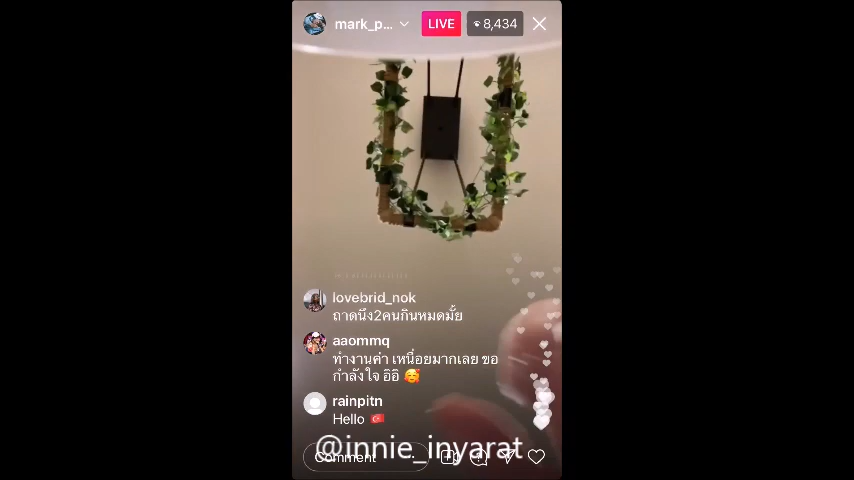 mark_p...
LIVE
8,434
lovebrid_nok
ถาดนึง2คนกินหมดมั้ย
aaommq
ทำงานค่า เหนื่อยมากเลย ขอ
กำลังใจ อิอิ 🥰
rainpitn
Hello 🇹🇷
@innie_inyarat
Comment